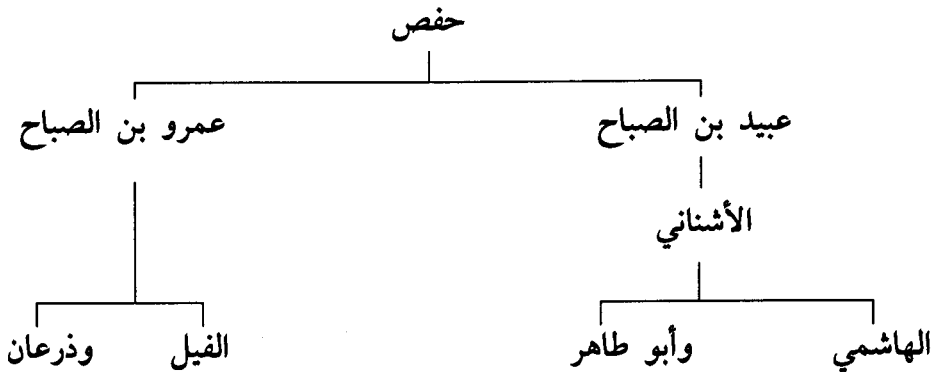 حفص
عبيد بن الصباح
عمرو بن الصباح
الأشناني
الهاشمي
وأبو طاهر
الفيل
وذرعان